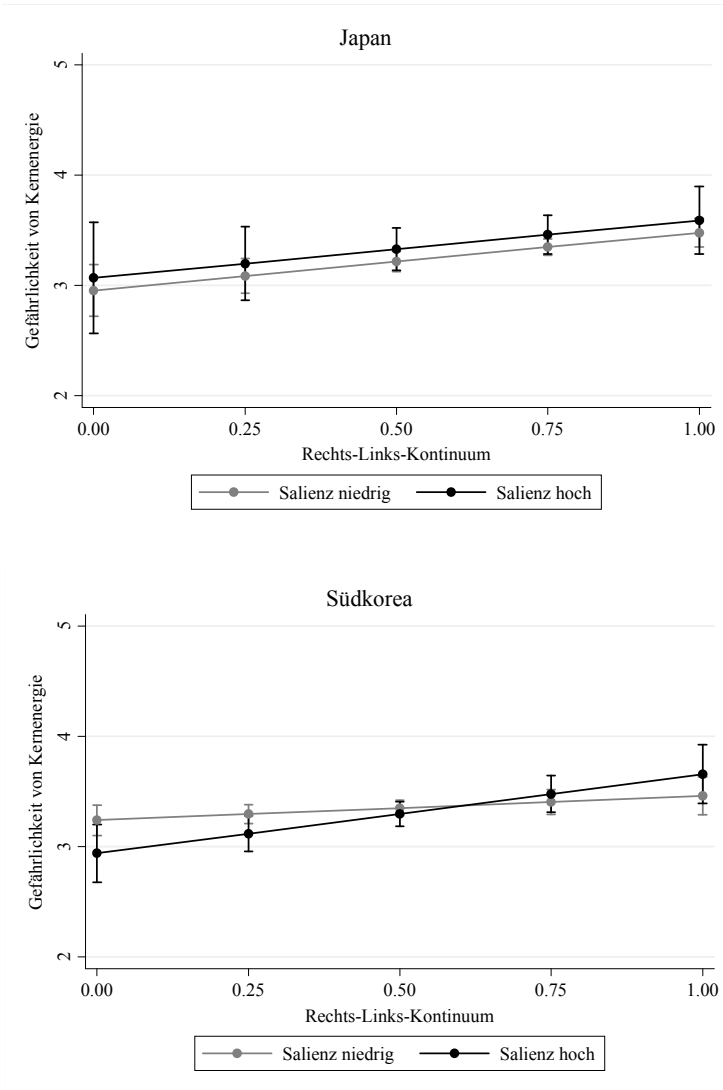 Japan
Gefährlichkeit von Kernenergie
5
4
3
2
0.00 0.25 0.50 0.75 1.00
Rechts-Links-Kontinuum
Salienz niedrig Salienz hoch
Südkorea
Gefährlichkeit von Kernenergie
5
4
3
2
0.00 0.25 0.50 0.75 1.00
Rechts-Links-Kontinuum
Salienz niedrig Salienz hoch